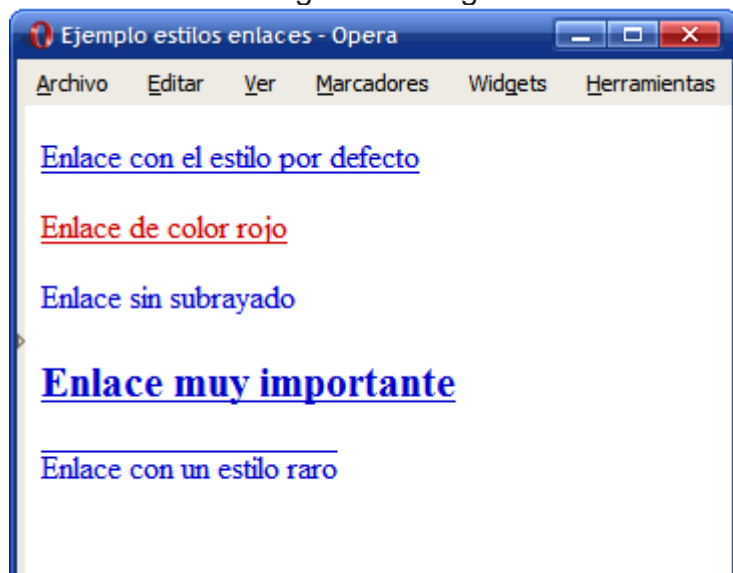 Ejemplo estilos enlaces - Opera
Archivo Editar Ver Marcadores Widgets Herramientas
Enlace con el estilo por defecto
Enlace de color rojo
Enlace sin subrayado
Enlace muy importante
Enlace con un estilo raro